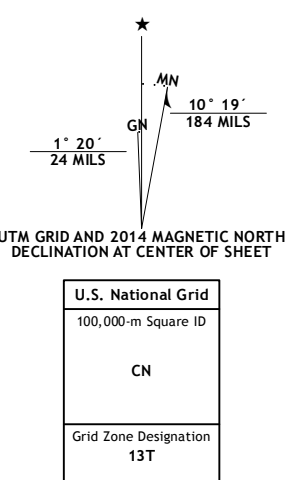 ★
MN
GN
10° 19´
184 MILS
1° 20´
24 MILS
UTM GRID AND 2014 MAGNETIC NORTH
DECLINATION AT CENTER OF SHEET
U.S. National Grid
100,000-m Square ID
CN
Grid Zone Designation
13T